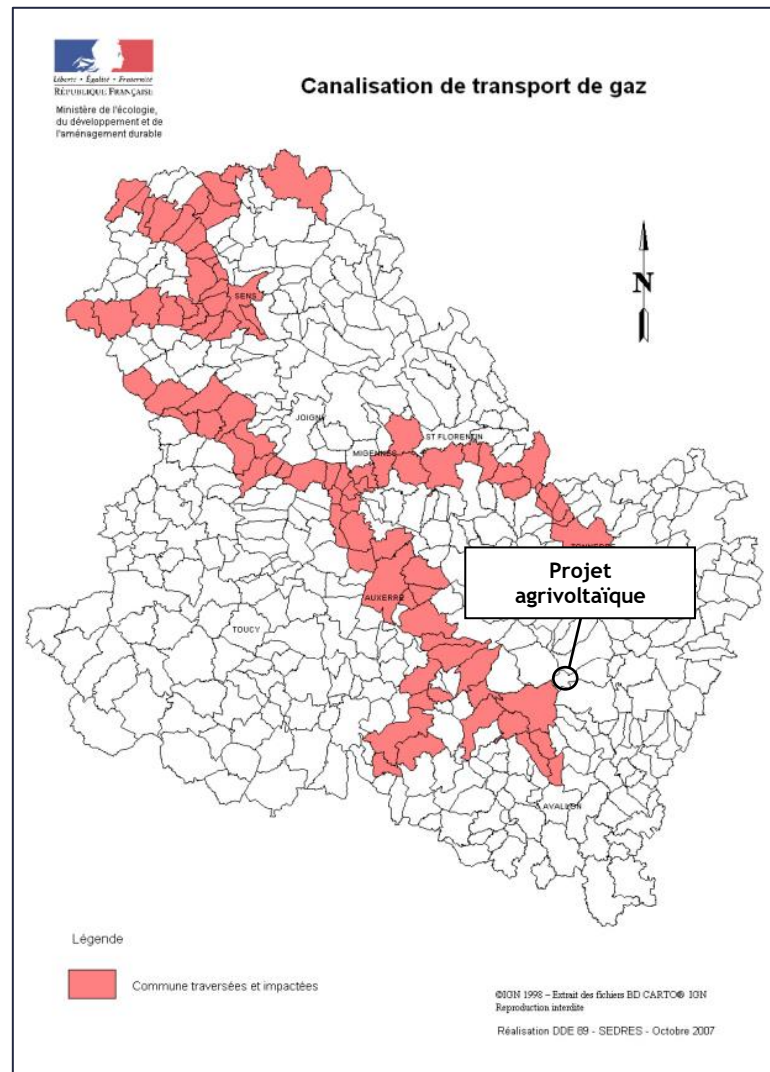 Liberté • Égalité • Fraternité
RÉPUBLIQUE FRANÇAISE
Ministère de l'écologie,
du développement et de
l'aménagement durable
Canalisation de transport de gaz
N
SENS
JOIGNY
ST FLORENTIN
MIGENNES
Projet
agrivoltaïque
AUXERRE
TOUCY
AVALLON
Légende
Commune traversées et impactées
©IGN 1998 – Extrait des fichiers BD CARTO® IGN
Reproduction interdite
Réalisation DDE 89 - SEDRES - Octobre 2007